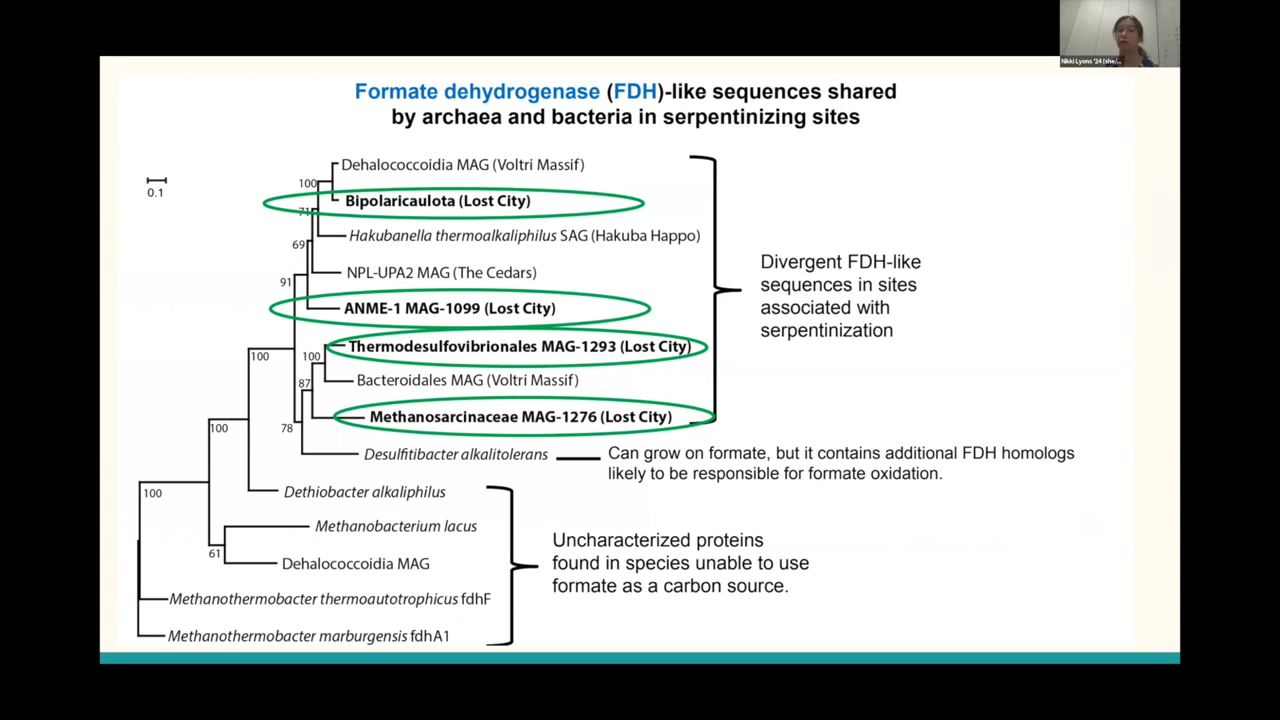 Nikki Lyons '24 (she/...
Formate dehydrogenase (FDH)-like sequences shared
by archaea and bacteria in serpentinizing sites
0.1
Dehalococcoidia MAG (Voltri Massif)
100
Bipolaricaulota (Lost City)
71
Hakubanella thermoalkaliphilus SAG (Hakuba Happo)
69
NPL-UPA2 MAG (The Cedars)
91
ANME-1 MAG-1099 (Lost City)
Thermodesulfovibrionales MAG-1293 (Lost City)
100
100
Bacteroidales MAG (Voltri Massif)
87
Methanosarcinaceae MAG-1276 (Lost City)
78
100
Divergent FDH-like
sequences in sites
associated with
serpentinization
Desulfitibacter alkalitolerans
Can grow on formate, but it contains additional FDH homologs
likely to be responsible for formate oxidation.
Dethiobacter alkaliphilus
100
Methanobacterium lacus
61
Dehalococcoidia MAG
Methanothermobacter thermoautotrophicus fdhF
Methanothermobacter marburgensis fdhA1
Uncharacterized proteins
found in species unable to use
formate as a carbon source.